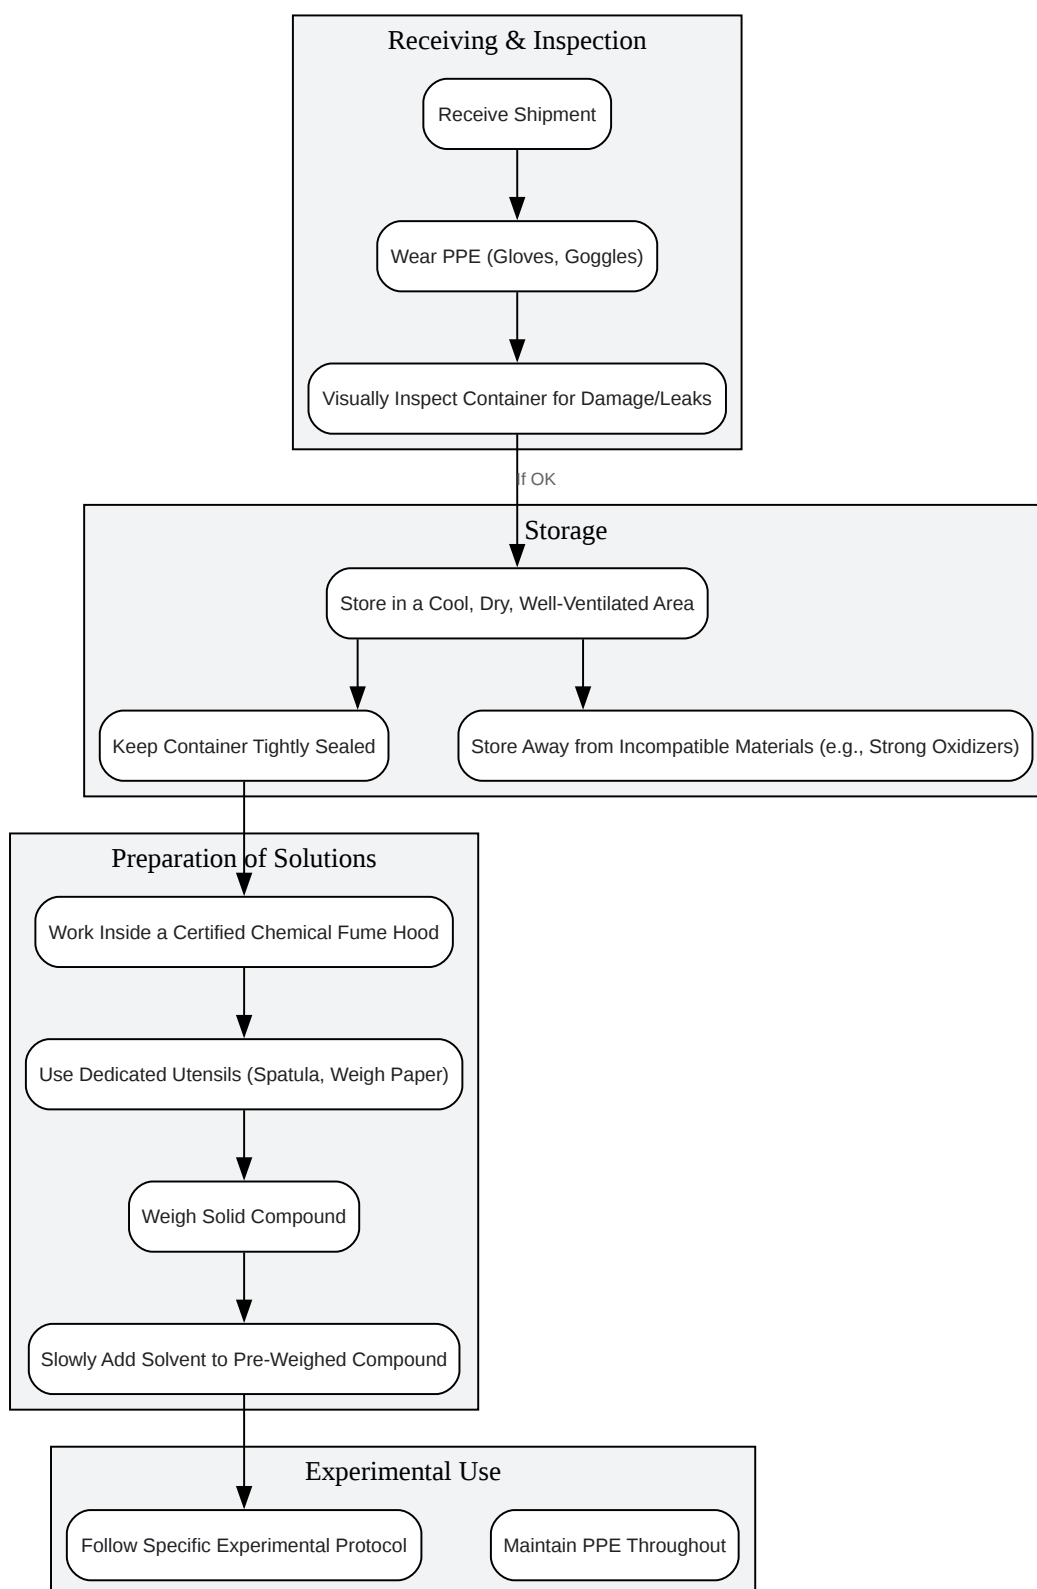 Receiving & Inspection
Receive Shipment
Wear PPE (Gloves, Goggles)
Visually Inspect Container for Damage/Leaks
If OK
Storage
Store in a Cool, Dry, Well-Ventilated Area
Keep Container Tightly Sealed
Store Away from Incompatible Materials (e.g., Strong Oxidizers)
Preparation of Solutions
Work Inside a Certified Chemical Fume Hood
Use Dedicated Utensils (Spatula, Weigh Paper)
Weigh Solid Compound
Slowly Add Solvent to Pre-Weighed Compound
Experimental Use
Follow Specific Experimental Protocol
Maintain PPE Throughout